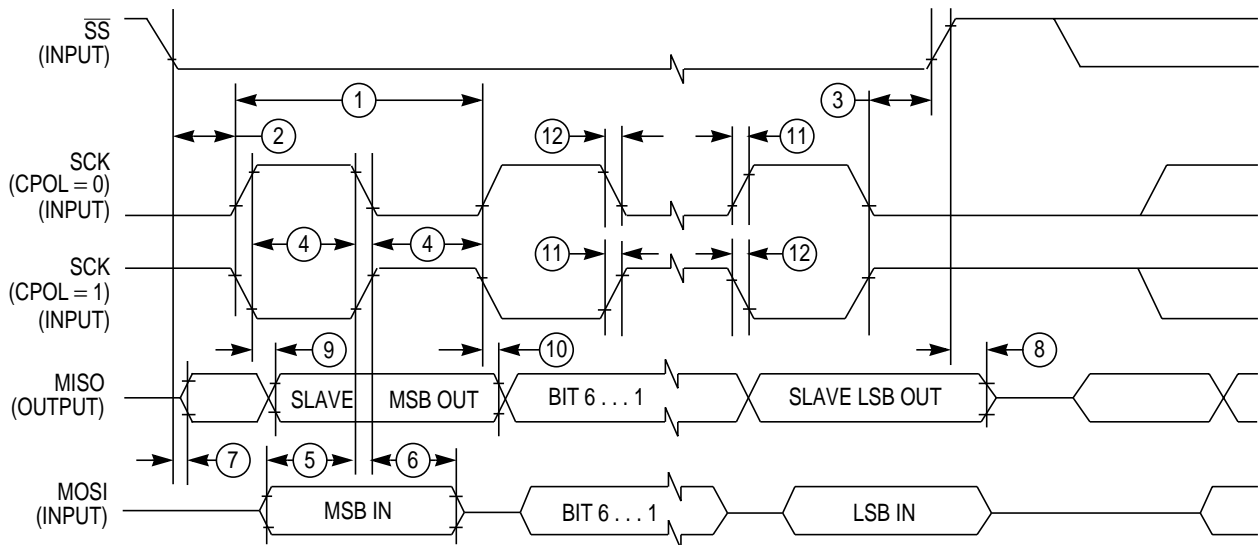 SS
(INPUT)
1
3
2
12
11
SCK
(CPOL = 0)
(INPUT)
4
4
11
12
SCK
(CPOL = 1)
(INPUT)
9
10
8
MISO
(OUTPUT)
SLAVE
MSB OUT
BIT 6 . . . 1
SLAVE LSB OUT
7
5
6
MOSI
(INPUT)
MSB IN
BIT 6 . . . 1
LSB IN